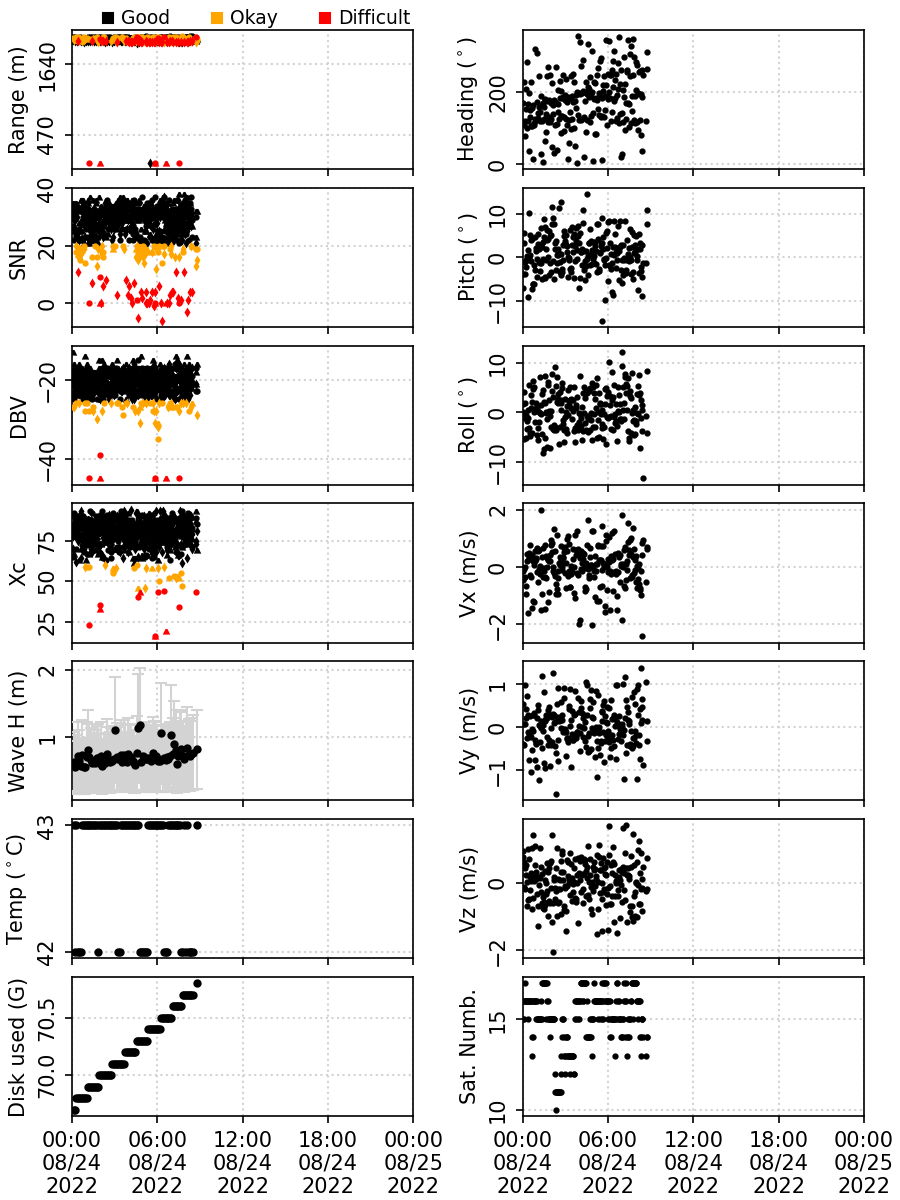 Good Okay Difficult
Range (m)
1640
470
Heading (°)
200
0
SNR
40
20
0
Pitch (°)
10
0
−10
DBV
−20
−40
Roll (°)
10
0
−10
Xc
75
50
25
Vx (m/s)
2
0
−2
Wave H (m)
2
1
Vy (m/s)
1
0
−1
Temp (°C)
43
42
Vz (m/s)
0
−2
Disk used (G)
70.5
70.0
Sat. Numb.
15
10
00:00 06:00 12:00 18:00 00:00 00:00 06:00 12:00 18:00 00:00
08/24 08/24 08/24 08/24 08/25 08/24 08/24 08/24 08/24 08/25
2022 2022 2022 2022 2022 2022 2022 2022 2022 2022